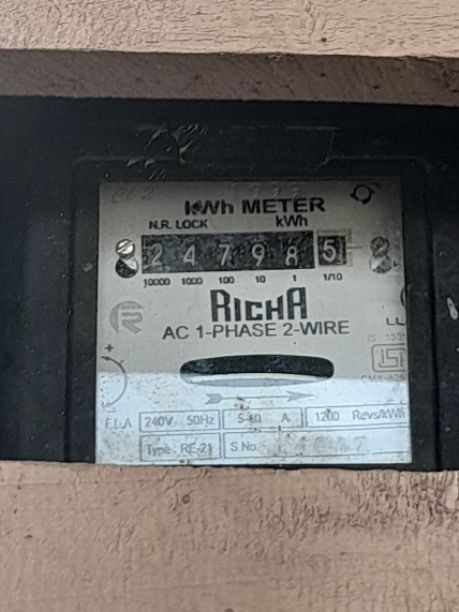 kWh METER
N.R. LOCK kWh
2 4 7 9 8 5
10000 1000 100 10 1 1/10
RICHA
AC 1-PHASE 2-WIRE
240V 50Hz 5-10 A 1200 Revs/kWh
Type RE-21 S.No.